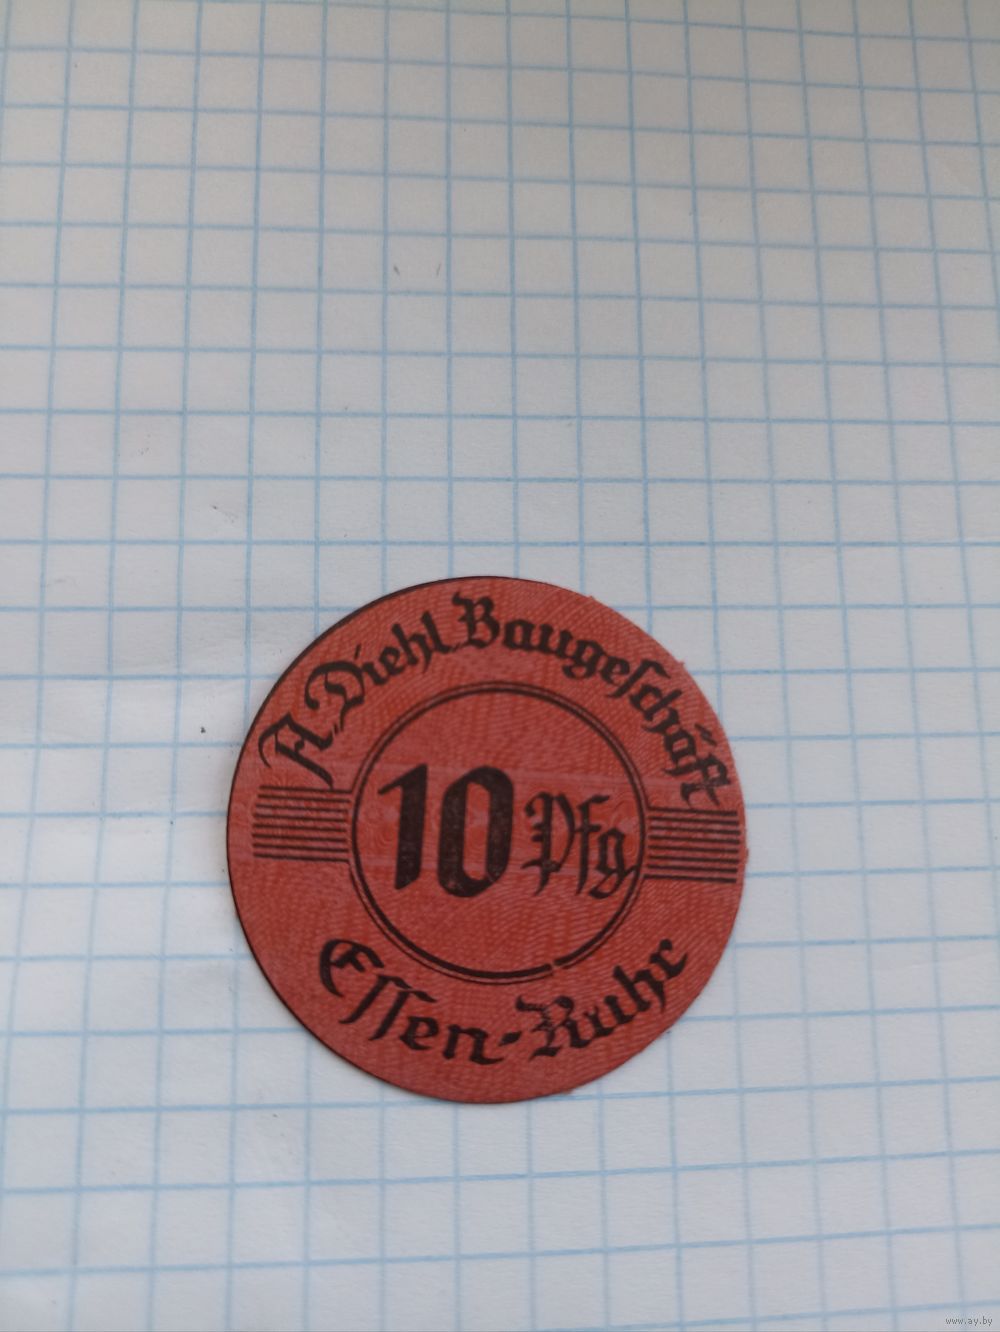 A. Diehl, Baugeschäft
10 Pfg
Essen-Ruhr
www.ay.by